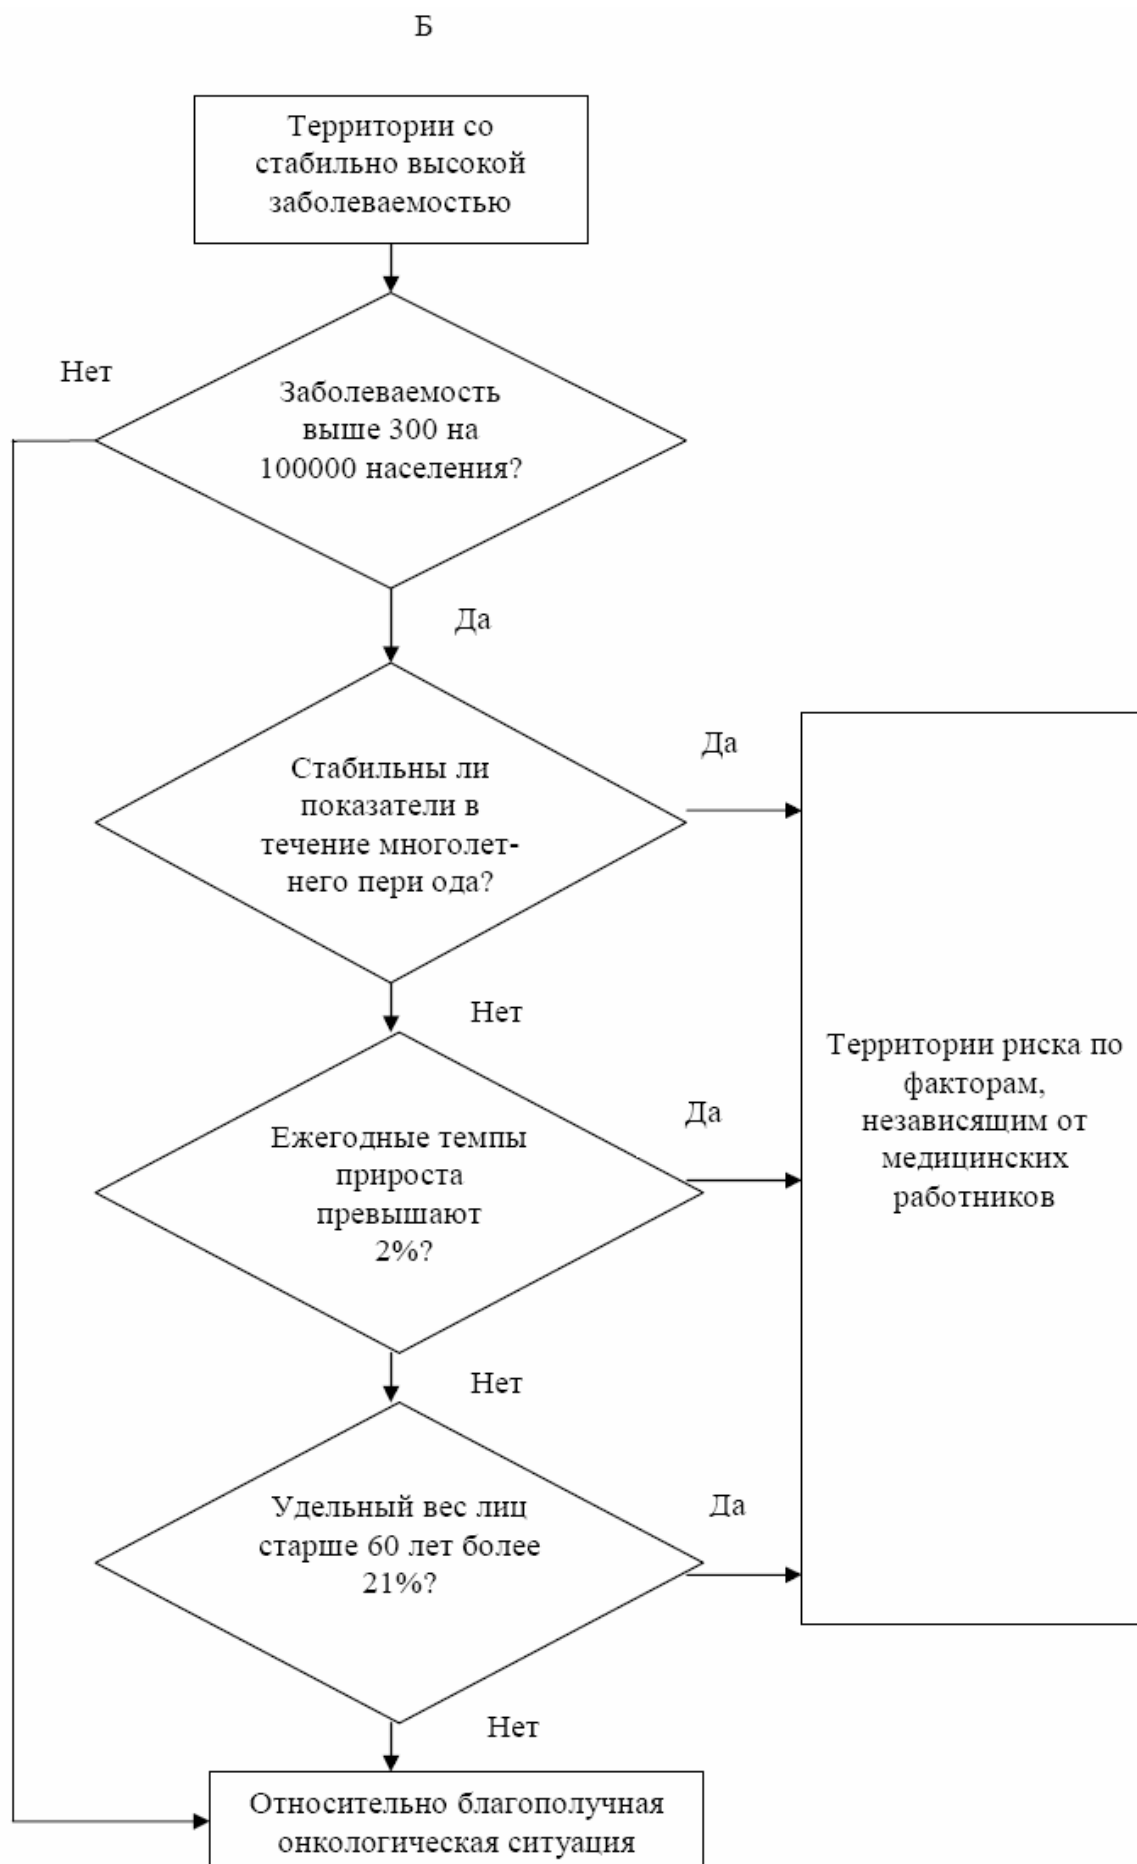 Б
Территории со
стабильно высокой
заболеваемостью
Нет
Заболеваемость
выше 300 на
100000 населения?
Да
Стабильны ли
показатели в
течение многолет-
него пери ода?
Да
Нет
Ежегодные темпы
прироста
превышают
2%?
Да
Территории риска по
факторам,
независящим от
медицинских
работников
Нет
Удельный вес лиц
старше 60 лет более
21%?
Да
Нет
Относительно благополучная
онкологическая ситуация